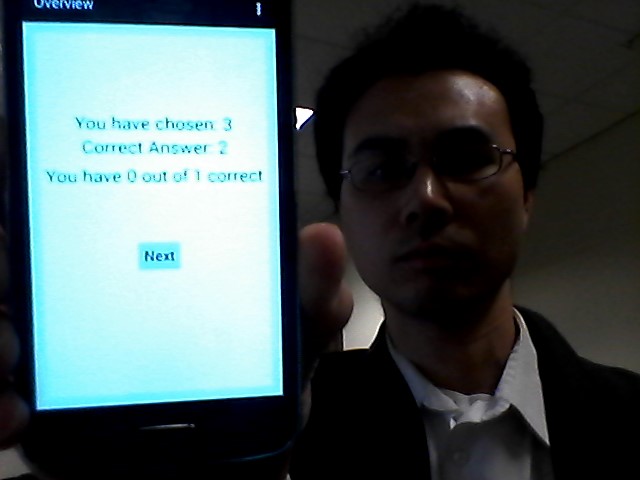 Overview
You have chosen: 3
Correct Answer: 2
You have 0 out of 1 correct
Next